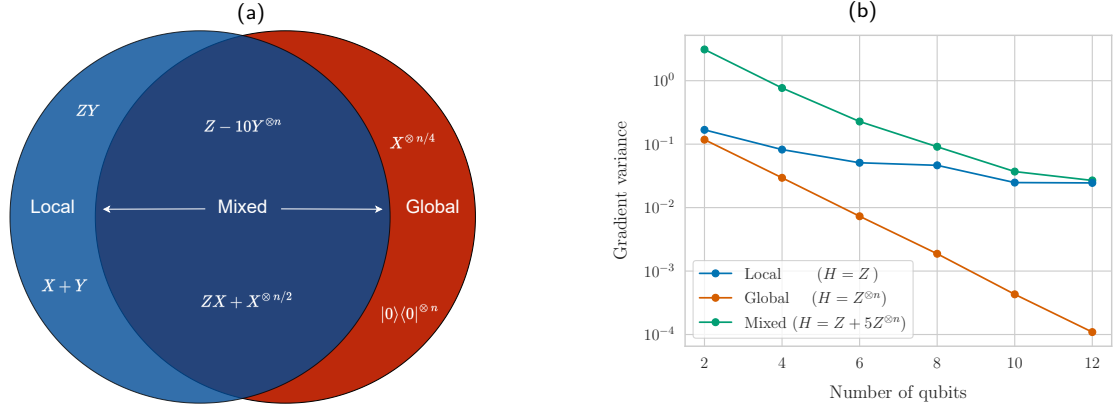 (a)
ZY
Z − 10Y^{⊗n}
X^{⊗ n/4}
Local
Mixed
Global
X + Y
ZX + X^{⊗ n/2}
|0⟩⟨0|^{⊗ n}
(b)
Gradient variance
10^0
10^{−1}
10^{−2}
10^{−3}
10^{−4}
Local (H = Z )
Global (H = Z^{⊗n})
Mixed (H = Z + 5Z^{⊗n})
2 4 6 8 10 12
Number of qubits